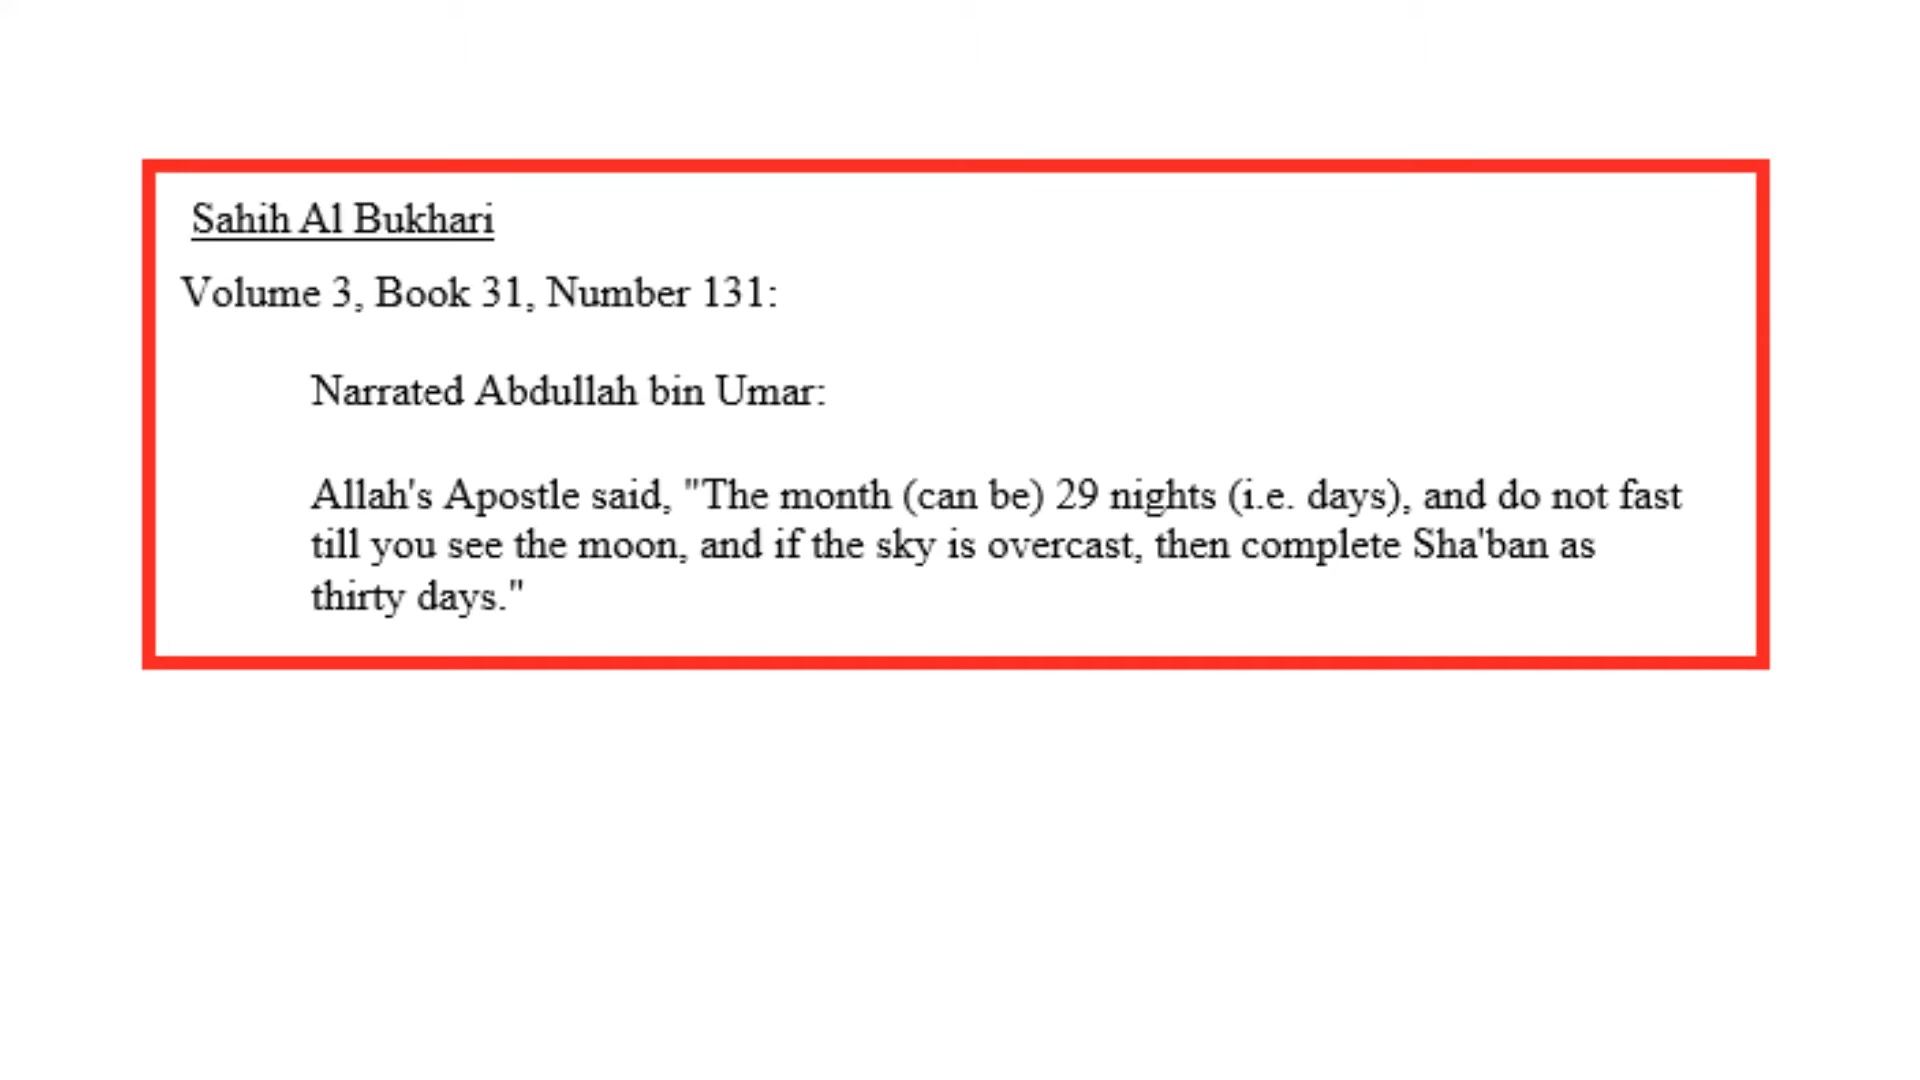 Sahih Al Bukhari
Volume 3, Book 31, Number 131:
Narrated Abdullah bin Umar:
Allah's Apostle said, "The month (can be) 29 nights (i.e. days), and do not fast
till you see the moon, and if the sky is overcast, then complete Sha'ban as
thirty days."